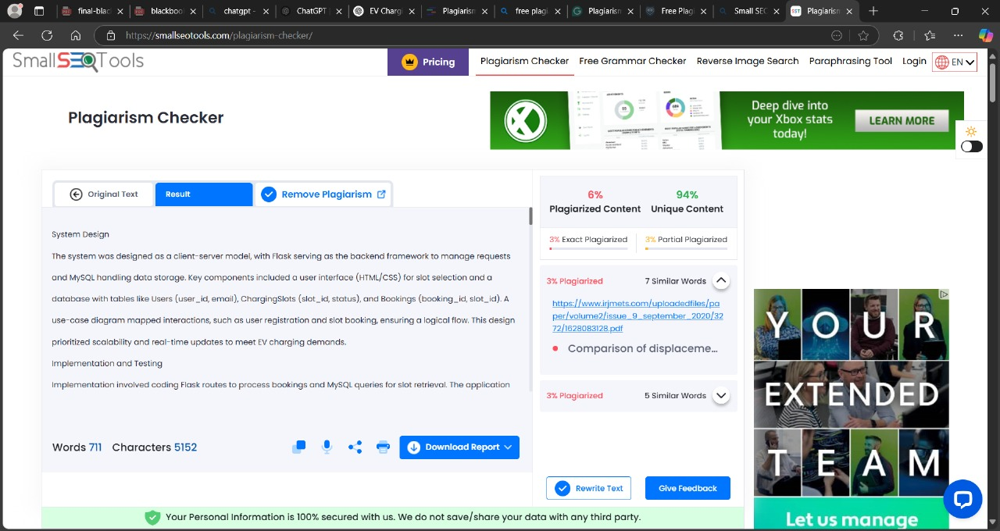 final-blac
blackboo
chatgpt -
ChatGPT
EV Chargi
Plagiarism
free plagi
Plagiarism
Free Plag
Small SEC
Plagiarism
https://smallseotools.com/plagiarism-checker/
SmallSEOTools
Pricing
Plagiarism Checker
Free Grammar Checker
Reverse Image Search
Paraphrasing Tool
Login
EN
Plagiarism Checker
Deep dive into
your Xbox stats
today!
LEARN MORE
Original Text
Result
Remove Plagiarism
6%
Plagiarized Content
94%
Unique Content
3% Exact Plagiarized
3% Partial Plagiarized
System Design
The system was designed as a client-server model, with Flask serving as the backend framework to manage requests
and MySQL handling data storage. Key components included a user interface (HTML/CSS) for slot selection and a
database with tables like Users (user_id, email), ChargingSlots (slot_id, status), and Bookings (booking_id, slot_id). A
use-case diagram mapped interactions, such as user registration and slot booking, ensuring a logical flow. This design
prioritized scalability and real-time updates to meet EV charging demands.
Implementation and Testing
Implementation involved coding Flask routes to process bookings and MySQL queries for slot retrieval. The application
3% Plagiarized
7 Similar Words
https://www.irjmets.com/uploadedfiles/pa
per/volume2/issue_9_september_2020/32
72/1628083128.pdf
Comparison of displaceme...
3% Plagiarized
5 Similar Words
Words 711
Characters 5152
Download Report
Rewrite Text
Give Feedback
Your Personal Information is 100% secured with us. We do not save/share your data with any third party.
YOUR
EXTENDED
TEAM
Let us manage